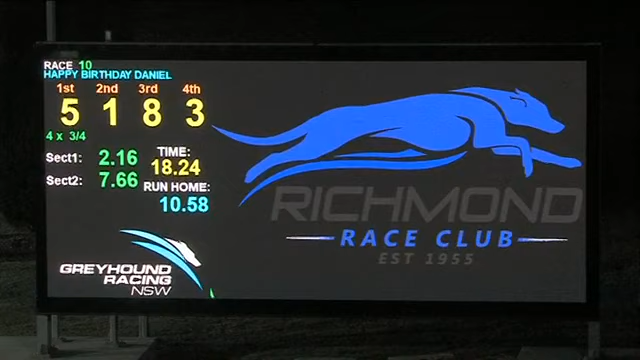 RACE 10
HAPPY BIRTHDAY DANIEL
1st 2nd 3rd 4th
5 1 8 3
4 x 3/4
Sect1: 2.16
Sect2: 7.66
TIME:
18.24
RUN HOME:
10.58
GREYHOUND
RACING
NSW
RICHMOND
RACE CLUB
EST 1955